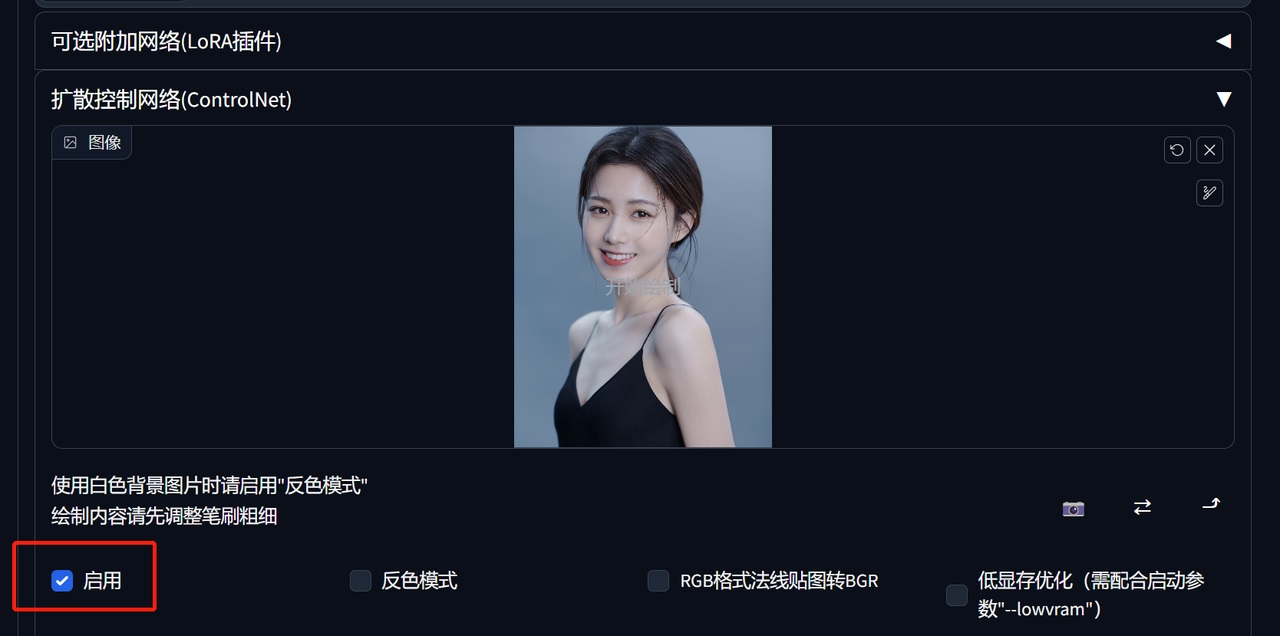 可选附加网络(LoRA插件)
扩散控制网络(ControlNet)
图像
开始绘制
使用白色背景图片时请启用"反色模式"
绘制内容请先调整笔刷粗细
启用
反色模式
RGB格式法线贴图转BGR
低显存优化（需配合启动参
数"--lowvram"）